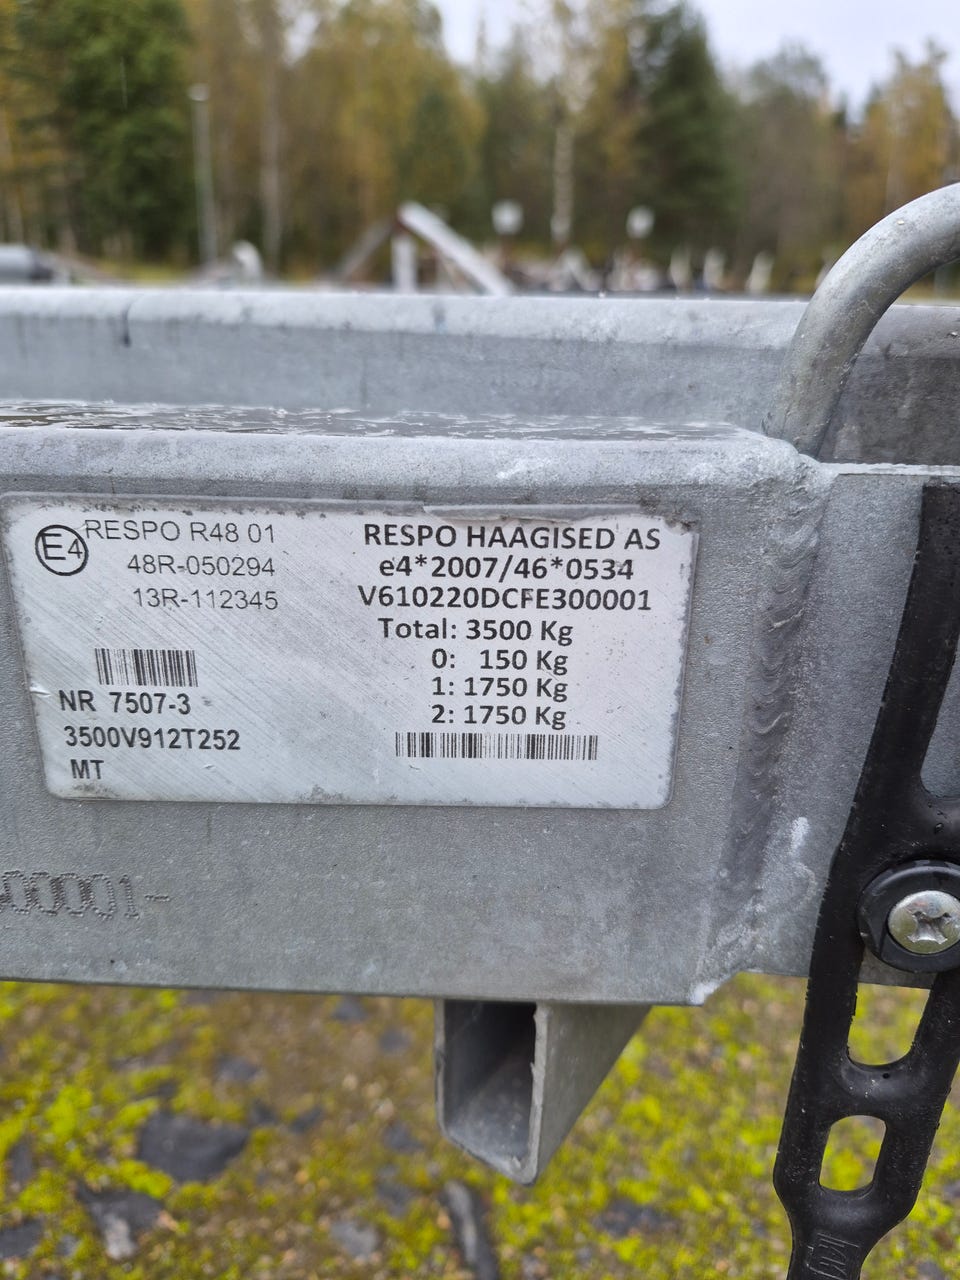 E4
RESPO R48 01
48R-050294
13R-112345
NR 7507-3
3500V912T252
MT
RESPO HAAGISED AS
e4*2007/46*0534
V610220DCFE300001
Total: 3500 Kg
0: 150 Kg
1: 1750 Kg
2: 1750 Kg
00001-